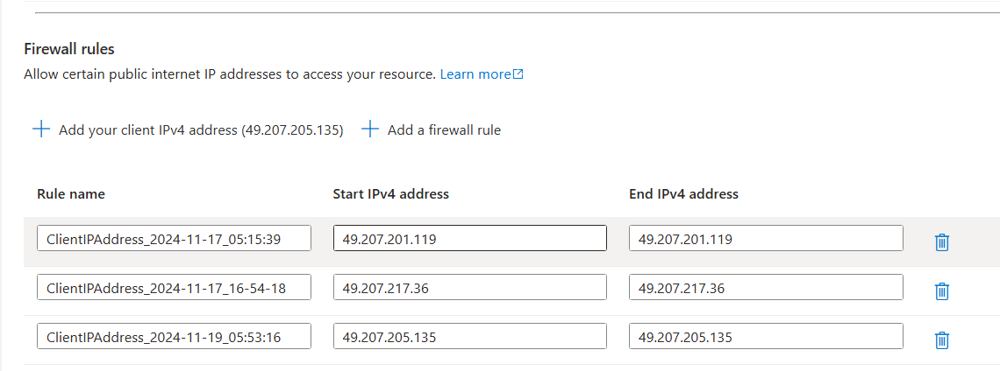 Firewall rules
Allow certain public internet IP addresses to access your resource. Learn more
Add your client IPv4 address (49.207.205.135) Add a firewall rule
Rule name Start IPv4 address End IPv4 address
ClientIPAddress_2024-11-17_05:15:39 49.207.201.119 49.207.201.119
ClientIPAddress_2024-11-17_16-54-18 49.207.217.36 49.207.217.36
ClientIPAddress_2024-11-19_05:53:16 49.207.205.135 49.207.205.135